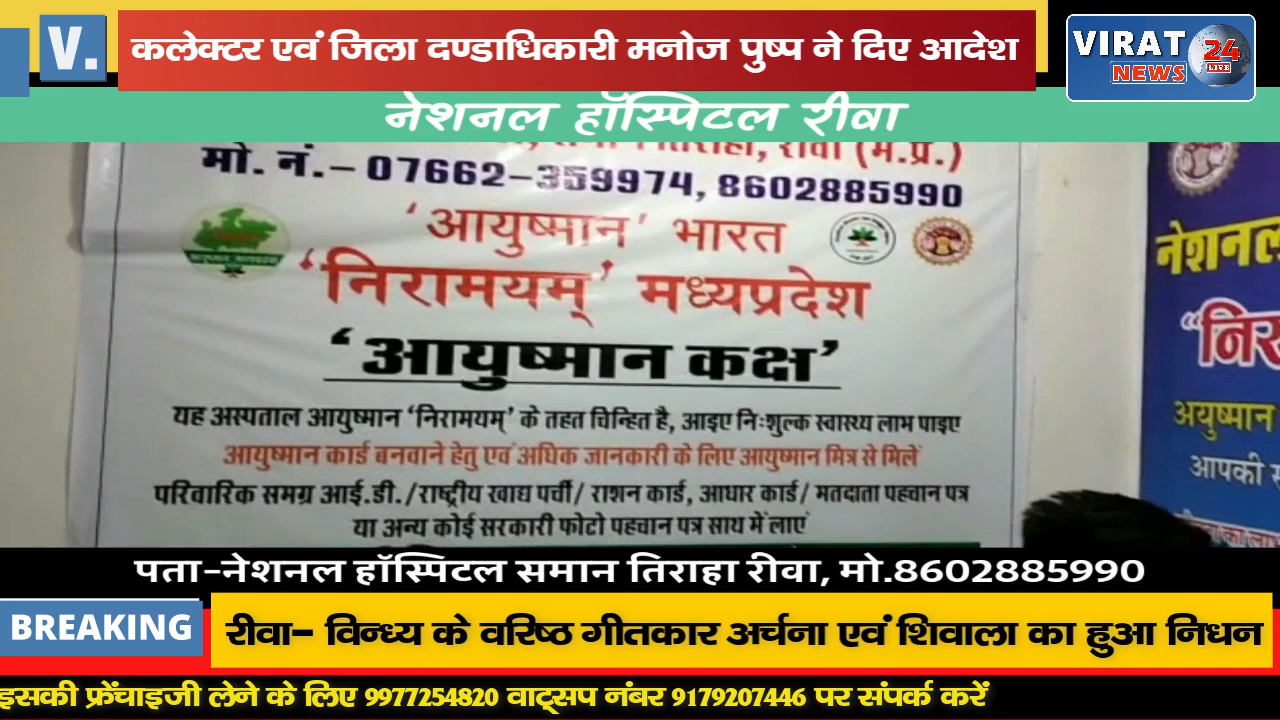 V.
कलेक्टर एवं जिला दण्डाधिकारी मनोज पुष्प ने दिए आदेश
VIRAT
NEWS
24
LIVE
नेशनल हॉस्पिटल रीवा
रीवा (म.प्र.)
मो. नं.– 07662–359974, 8602885990
‘आयुष्मान’ भारत
‘निरामयम्’ मध्यप्रदेश
‘आयुष्मान कक्ष’
यह अस्पताल आयुष्मान ‘निरामयम्’ के तहत चिन्हित है, आइए निःशुल्क स्वास्थ्य लाभ पाइए
आयुष्मान कार्ड बनवाने हेतु एवं अधिक जानकारी के लिए आयुष्मान मित्र से मिलें
परिवारिक समग्र आई.डी./राष्ट्रीय खाद्य पर्ची/ राशन कार्ड, आधार कार्ड/ मतदाता पहचान पत्र
या अन्य कोई सरकारी फोटो पहचान पत्र साथ में लाएं
नेशनल
अयुष्मान
आपकी
का लाभ
पता-नेशनल हॉस्पिटल समान तिराहा रीवा, मो.8602885990
BREAKING
रीवा– विन्ध्य के वरिष्ठ गीतकार अर्चना एवं शिवाला का हुआ निधन
इसकी फ्रेंचाइजी लेने के लिए 9977254820 वाट्सप नंबर 9179207446 पर संपर्क करें